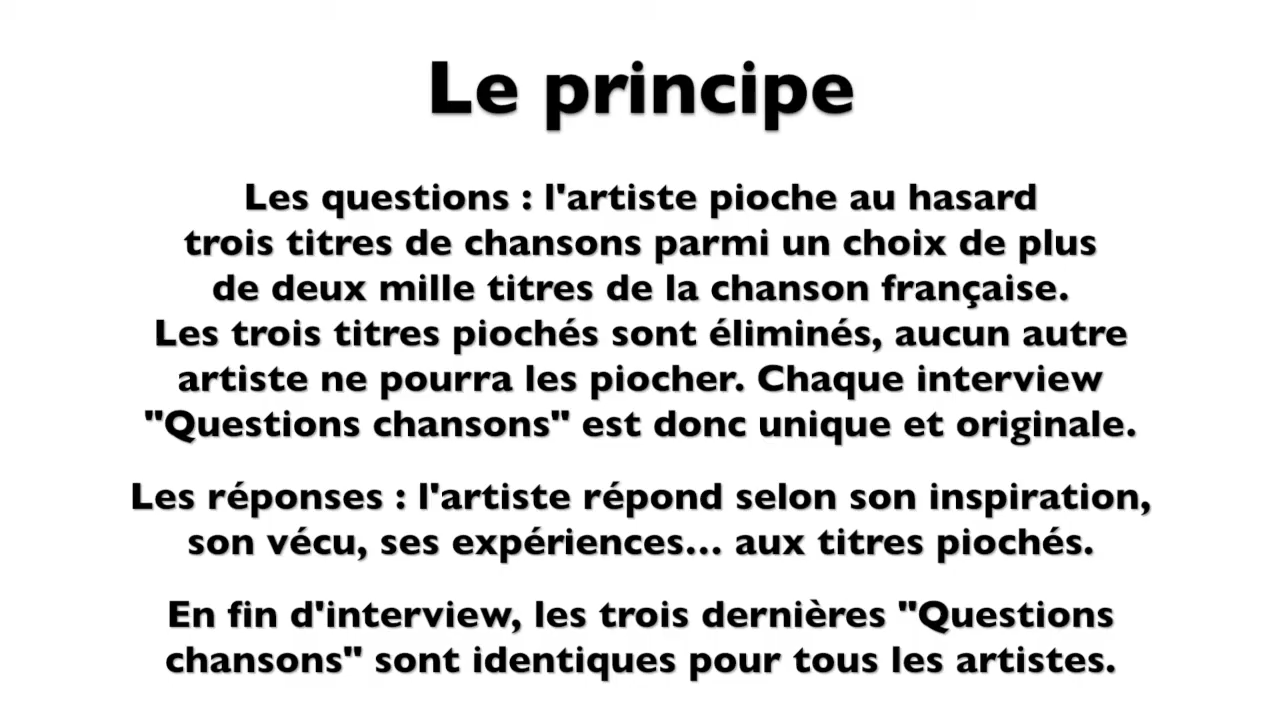 Le principe
Les questions : l'artiste pioche au hasard
trois titres de chansons parmi un choix de plus
de deux mille titres de la chanson française.
Les trois titres piochés sont éliminés, aucun autre
artiste ne pourra les piocher. Chaque interview
"Questions chansons" est donc unique et originale.
Les réponses : l'artiste répond selon son inspiration,
son vécu, ses expériences... aux titres piochés.
En fin d'interview, les trois dernières "Questions
chansons" sont identiques pour tous les artistes.